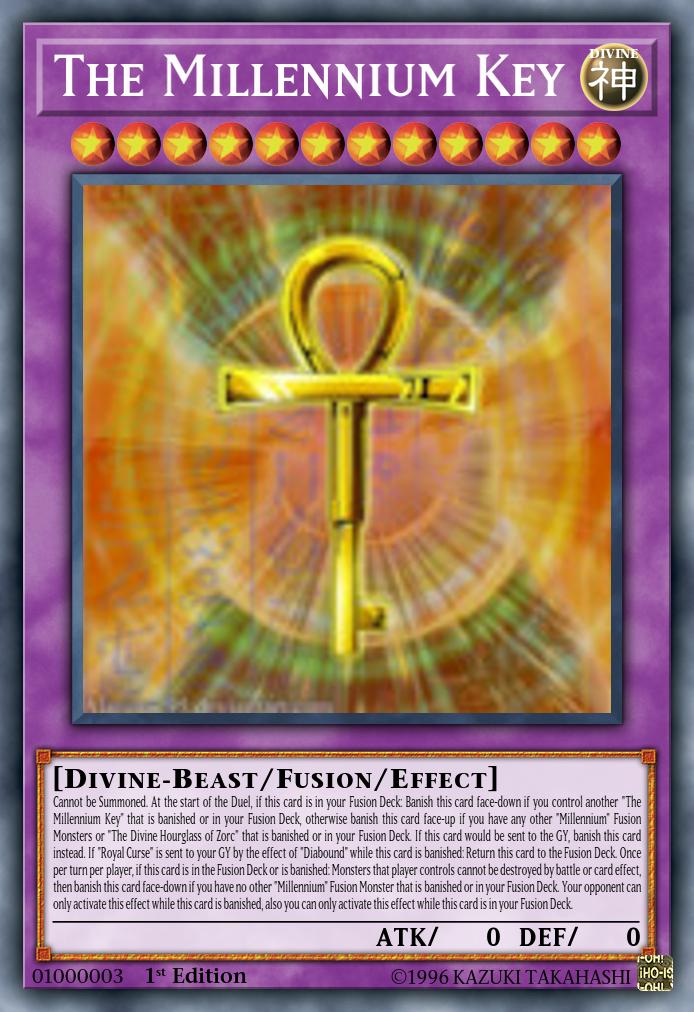 THE MILLENNIUM KEY
DIVINE
神
[DIVINE-BEAST/FUSION/EFFECT]
Cannot be Summoned. At the start of the Duel, if this card is in your Fusion Deck: Banish this card face-down if you control another "The
Millennium Key" that is banished or in your Fusion Deck, otherwise banish this card face-up if you have any other "Millennium" Fusion
Monsters or "The Divine Hourglass of Zorc" that is banished or in your Fusion Deck. If this card would be sent to the GY, banish this card
instead. If "Royal Curse" is sent to your GY by the effect of "Diabound" while this card is banished: Return this card to the Fusion Deck. Once
per turn per player, if this card is in the Fusion Deck or is banished: Monsters that player controls cannot be destroyed by battle or card effect,
then banish this card face-down if you have no other "Millennium" Fusion Monster that is banished or in your Fusion Deck. Your opponent can
only activate this effect while this card is banished, also you can only activate this effect while this card is in your Fusion Deck.
ATK/ 0 DEF/ 0
01000003 1st Edition ©1996 KAZUKI TAKAHASHI